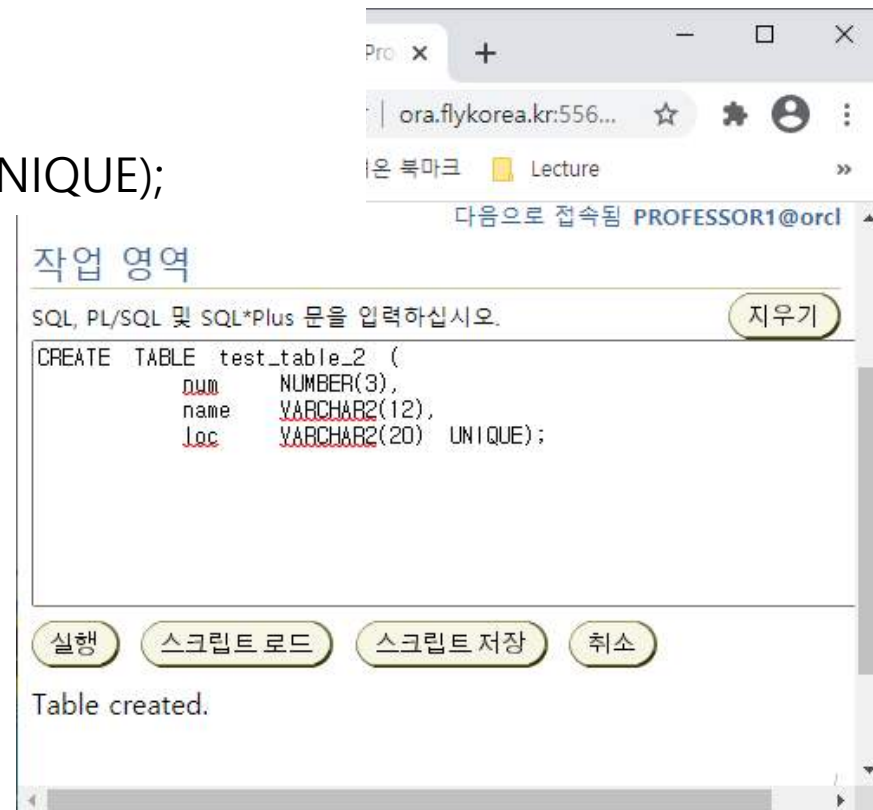 Pro
ora.flykorea.kr:556...
NIQUE);
온 북마크 Lecture
다음으로 접속됨 PROFESSOR1@orcl
작업 영역
SQL, PL/SQL 및 SQL*Plus 문을 입력하십시오. 지우기
CREATE TABLE test_table_2 (
num NUMBER(3),
name VARCHAR2(12),
loc VARCHAR2(20) UNIQUE);
실행 스크립트 로드 스크립트 저장 취소
Table created.